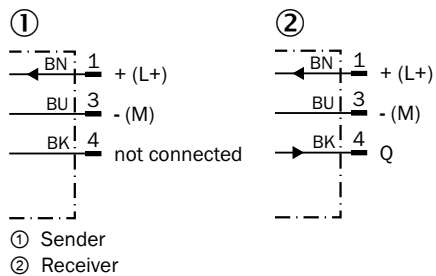 ① ②
BN 1 + (L+) BN 1 + (L+)
BU 3 - (M) BU 3 - (M)
BK 4 not connected BK 4 Q
① Sender
② Receiver